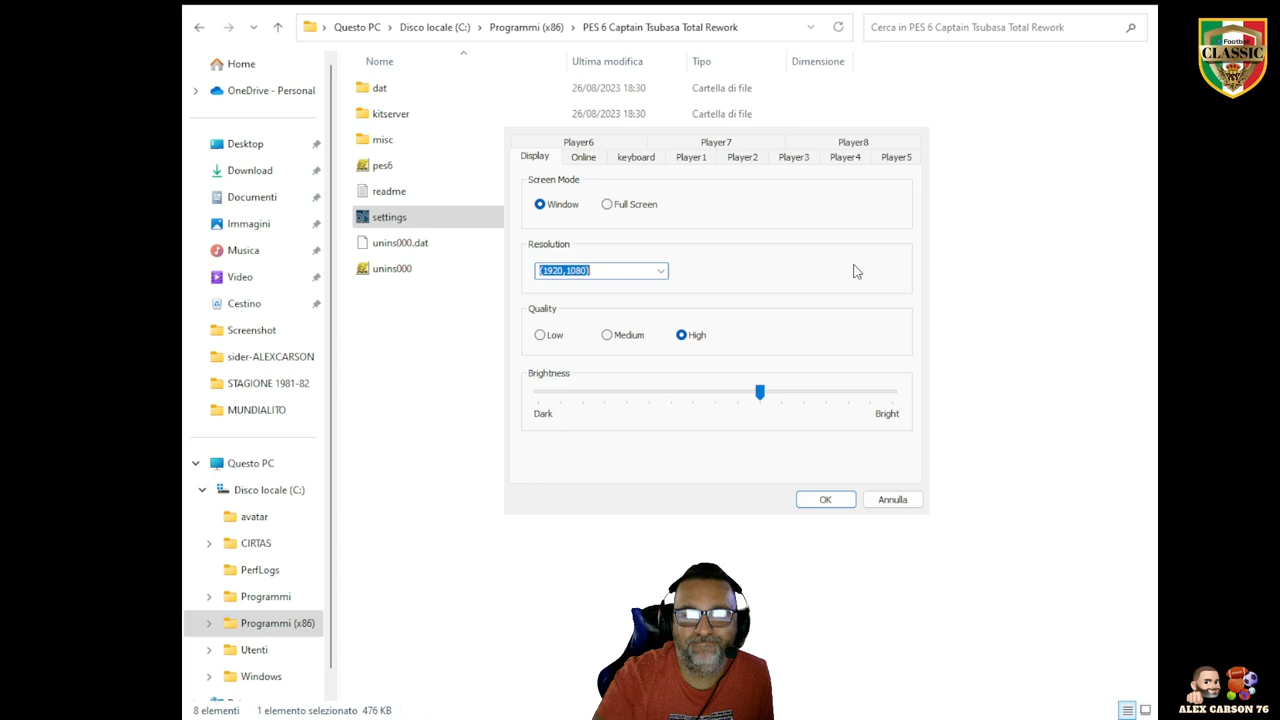 Questo PC
Disco locale (C:)
Programmi (x86)
PES 6 Captain Tsubasa Total Rework
Cerca in PES 6 Captain Tsubasa Total Rework
Football
CLASSIC
Nome
Ultima modifica
Tipo
Dimensione
Home
OneDrive - Personal
Desktop
Download
Documenti
Immagini
Musica
Video
Cestino
Screenshot
sider-ALEXCARSON
STAGIONE 1981-82
MUNDIALITO
Questo PC
Disco locale (C:)
avatar
CIRTAS
PerfLogs
Programmi
Programmi (x86)
Utenti
Windows
dat
26/08/2023 18:30
Cartella di file
kitserver
26/08/2023 18:30
Cartella di file
misc
pes6
readme
settings
unins000.dat
unins000
Player6
Player7
Player8
Display
Online
keyboard
Player1
Player2
Player3
Player4
Player5
Screen Mode
Window
Full Screen
Resolution
(1920,1080)
Quality
Low
Medium
High
Brightness
Dark
Bright
OK
Annulla
8 elementi
1 elemento selezionato 476 KB
ALEX CARSON 76